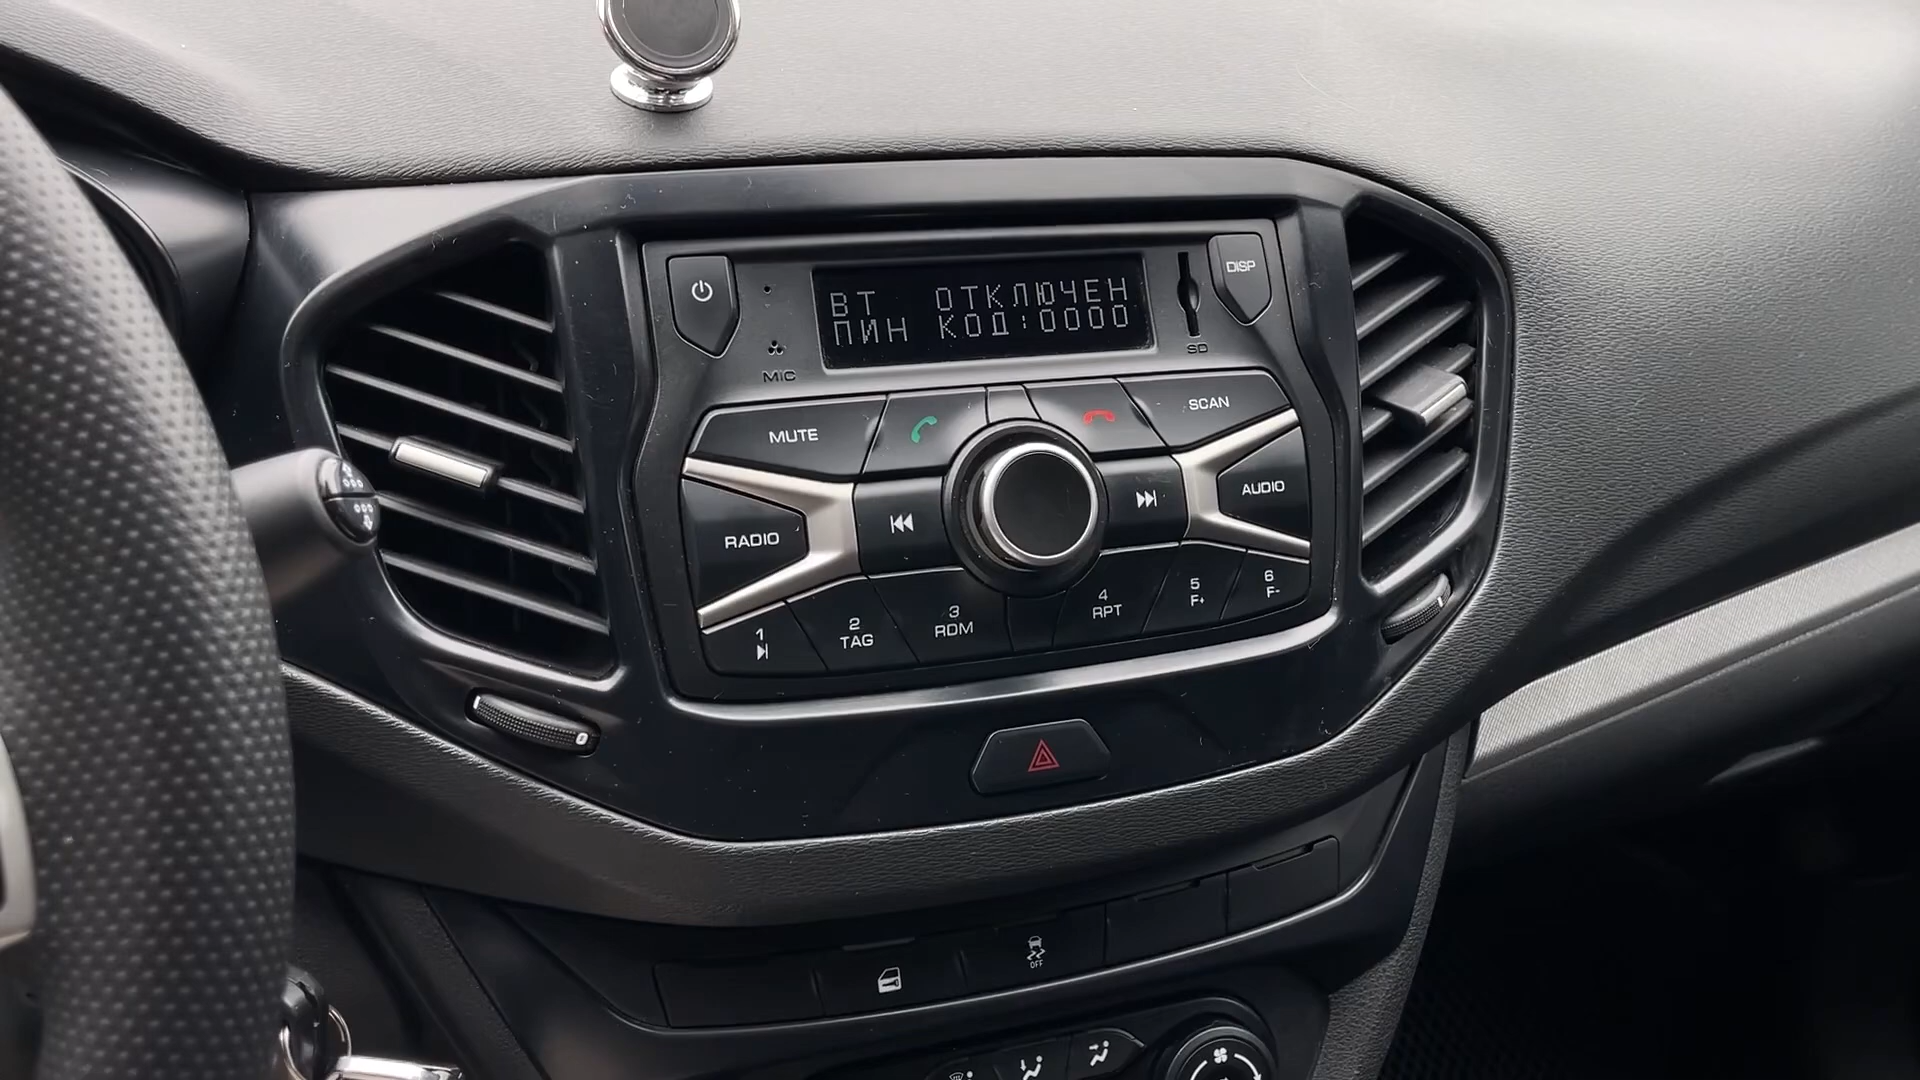 ВТ ОТКЛЮЧЕН
ПИН КОД:0000
DISP
SD
MIC
MUTE
SCAN
RADIO
AUDIO
1
2
TAG
3
RDM
4
RPT
5
F+
6
F-
OFF